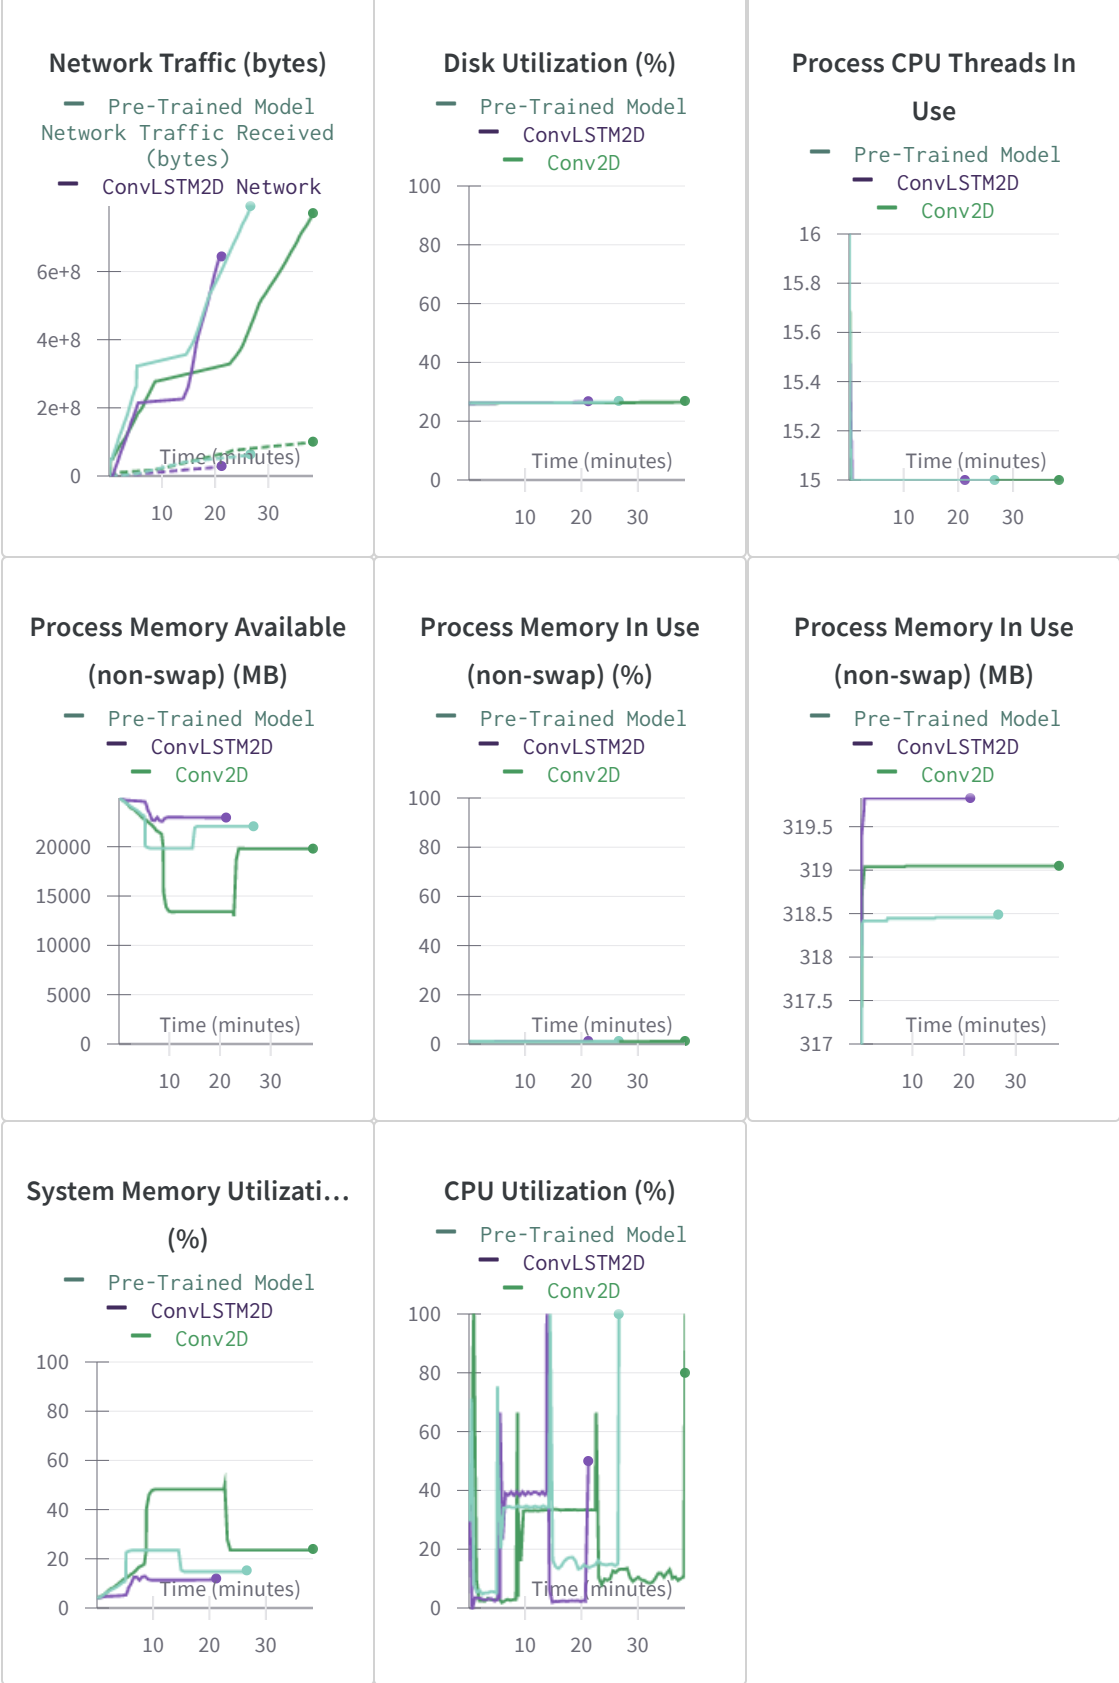 Network Traffic (bytes)
Pre-Trained Model
Network Traffic Received
(bytes)
ConvLSTM2D Network
6e+8
4e+8
2e+8
0
Time (minutes)
10 20 30
Disk Utilization (%)
Pre-Trained Model
ConvLSTM2D
Conv2D
100
80
60
40
20
0
Time (minutes)
10 20 30
Process CPU Threads In
Use
Pre-Trained Model
ConvLSTM2D
Conv2D
16
15.8
15.6
15.4
15.2
15
Time (minutes)
10 20 30
Process Memory Available
(non-swap) (MB)
Pre-Trained Model
ConvLSTM2D
Conv2D
20000
15000
10000
5000
0
Time (minutes)
10 20 30
Process Memory In Use
(non-swap) (%)
Pre-Trained Model
ConvLSTM2D
Conv2D
100
80
60
40
20
0
Time (minutes)
10 20 30
Process Memory In Use
(non-swap) (MB)
Pre-Trained Model
ConvLSTM2D
Conv2D
319.5
319
318.5
318
317.5
317
Time (minutes)
10 20 30
System Memory Utilizati...
(%)
Pre-Trained Model
ConvLSTM2D
Conv2D
100
80
60
40
20
0
Time (minutes)
10 20 30
CPU Utilization (%)
Pre-Trained Model
ConvLSTM2D
Conv2D
100
80
60
40
20
0
Time (minutes)
10 20 30